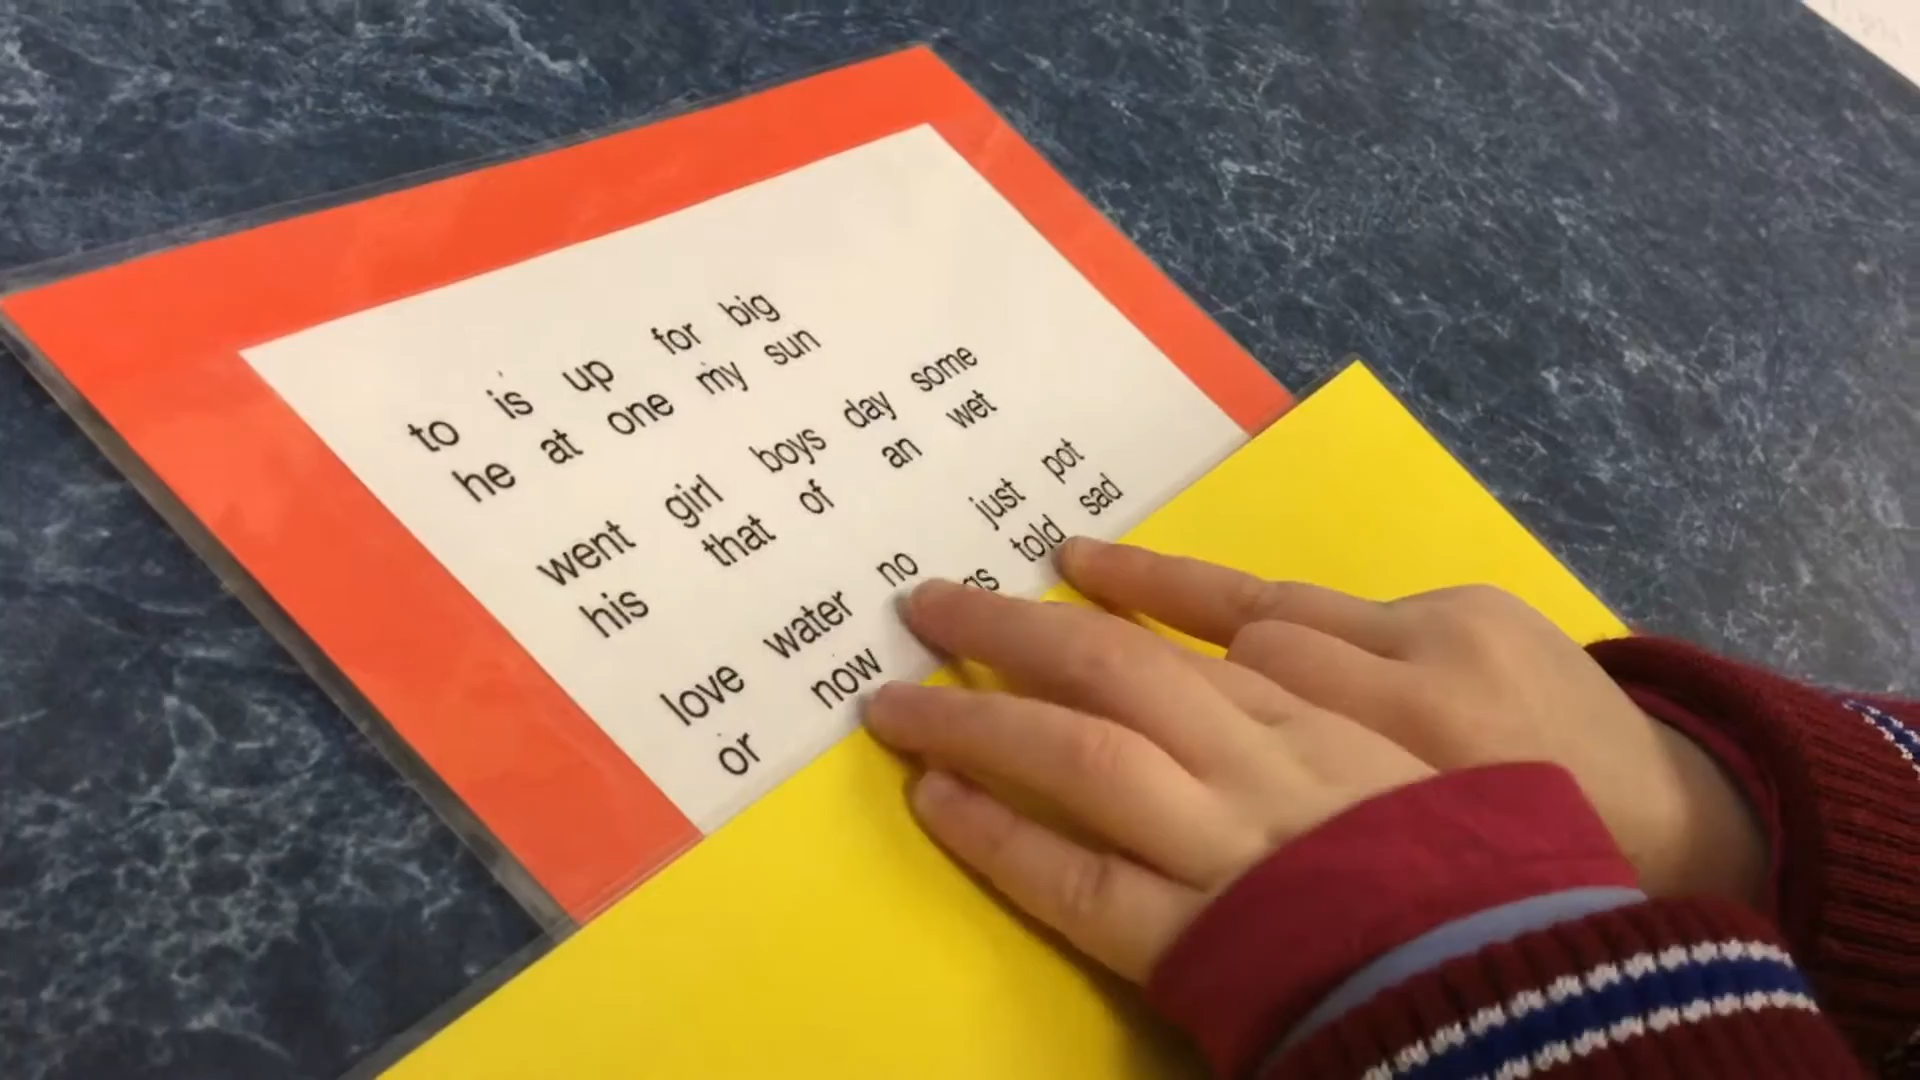 to is up for big
he at one my sun
went girl boys day some
his that of an wet
love water no just pot
or now told sad